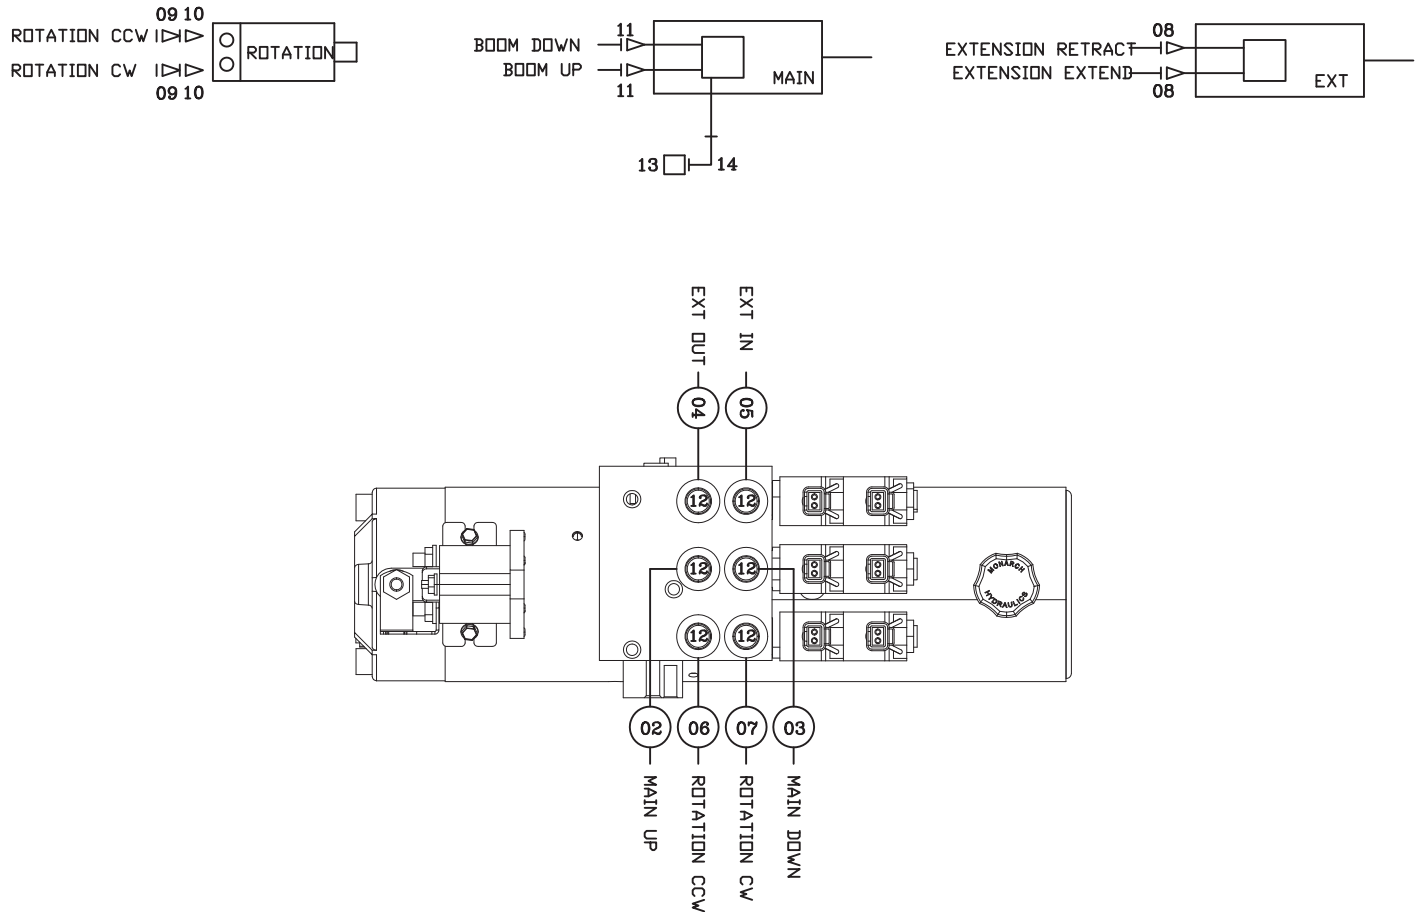 09 10
ROTATION CCW
ROTATION
ROTATION CW
09 10
11
BOOM DOWN
BOOM UP
MAIN
11
13
14
08
EXTENSION RETRACT
EXTENSION EXTEND
EXT
08
EXT OUT
EXT IN
04
05
12
12
12
12
12
12
MONARCH
HYDRAULICS
02
06
07
03
MAIN UP
ROTATION CCW
ROTATION CW
MAIN DOWN